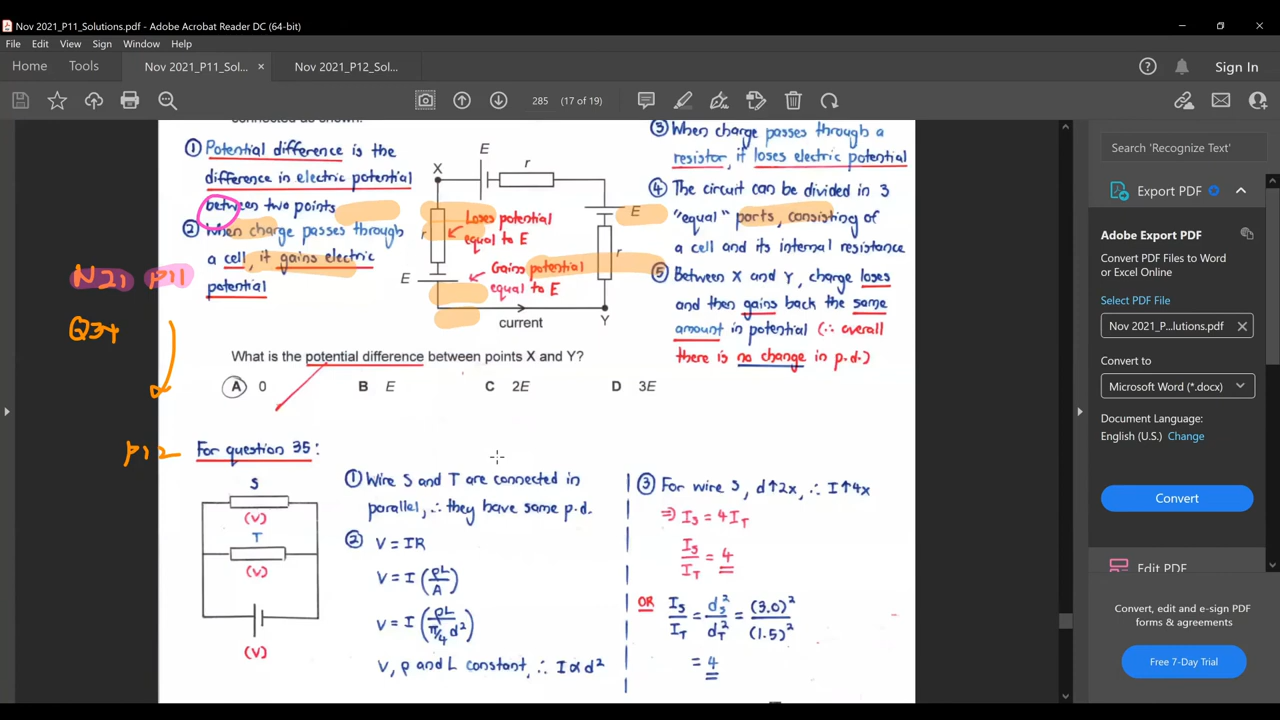 Nov 2021_P11_Solutions.pdf - Adobe Acrobat Reader DC (64-bit)
File Edit View Sign Window Help
Home Tools Nov 2021_P11_Sol... × Nov 2021_P12_So...
Sign In
285 (17 of 19)
connected as shown.
① Potential difference is the
difference in electric potential
between two points
② When charge passes through
a cell, it gains electric
potential
N21 P11
Q34
P12
E
r
X
E
r
r
E
Y
current
Loses potential
equal to E
Gains potential
equal to E
③ When charge passes through a
resistor, it loses electric potential
④ The circuit can be divided in 3
"equal" parts, consisting of
a cell and its internal resistance
⑤ Between X and Y, charge loses
and then gains back the same
amount in potential (∴ overall
there is no change in p.d.)
What is the potential difference between points X and Y?
A 0 B E C 2E D 3E
For question 35:
S
(V)
T
(V)
(V)
① Wire S and T are connected in
parallel, ∴ they have same p.d.
② V = IR
V = I (ρL/A)
V = I (ρL/π/4 d²)
V, ρ and L constant, ∴ I ∝ d²
③ For wire S, d↑2x, ∴ I↑4x
⇒ I_S = 4I_T
I_S/I_T = 4
OR I_S/I_T = d_S²/d_T² = (3.0)²/(1.5)²
= 4
Search 'Recognize Text'
Export PDF
Adobe Export PDF
Convert PDF Files to Word
or Excel Online
Select PDF File
Nov 2021_P...lutions.pdf ×
Convert to
Microsoft Word (*.docx)
Document Language:
English (U.S.) Change
Convert
Edit PDF
Convert, edit and e-sign PDF
forms & agreements
Free 7-Day Trial